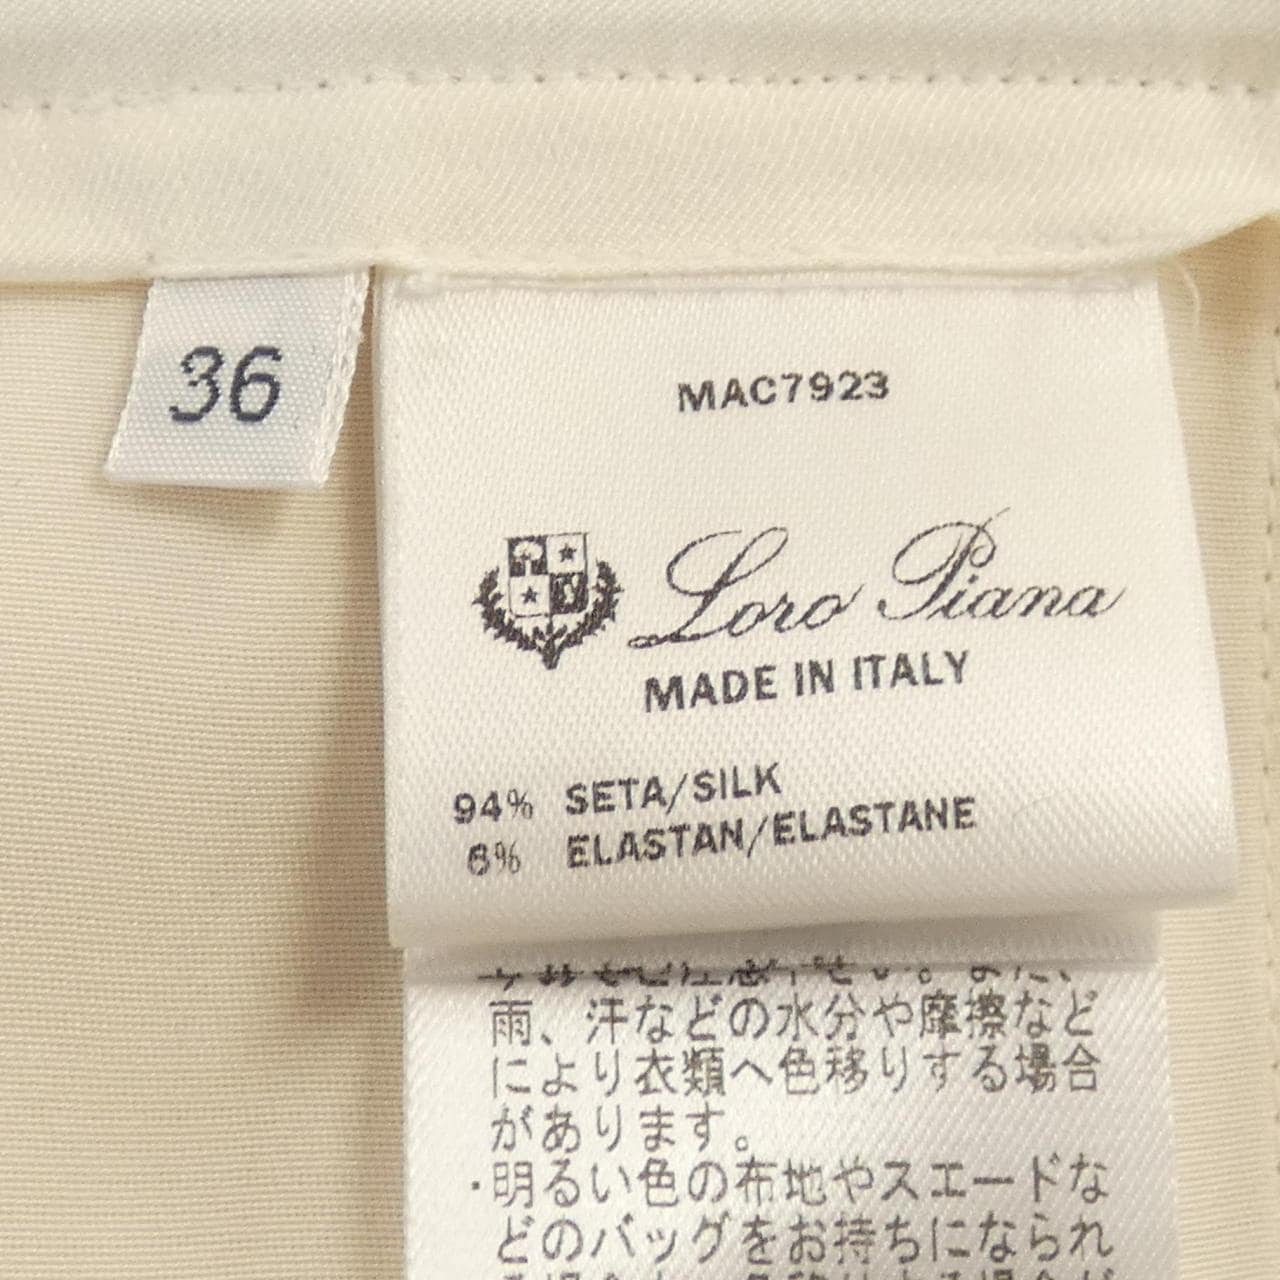 36
MAC7923
Loro Piana
MADE IN ITALY
94% SETA/SILK
6% ELASTAN/ELASTANE
雨、汗などの水分や摩擦など
により衣類へ色移りする場合
があります。
・明るい色の布地やスエードな
どのバッグをお持ちになられ